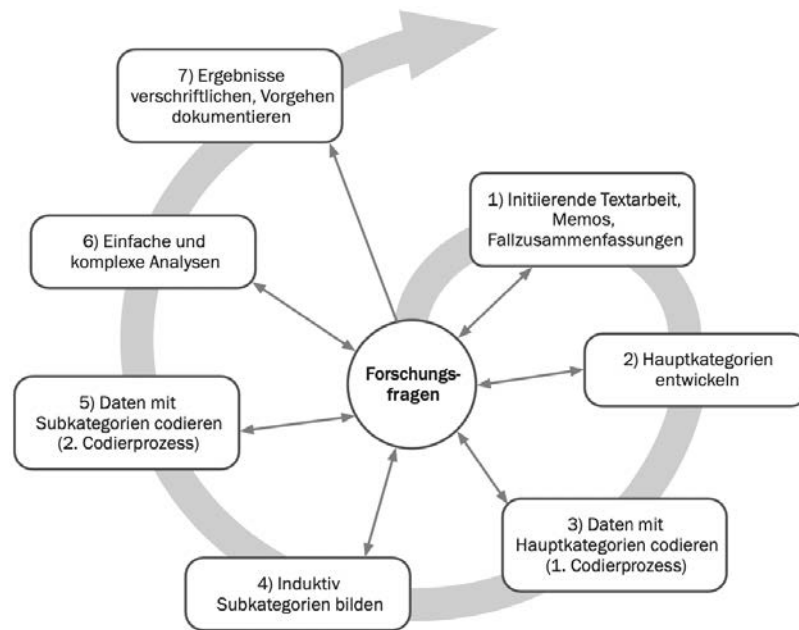 1) Initiierende Textarbeit,
Memos,
Fallzusammenfassungen
2) Hauptkategorien
entwickeln
3) Daten mit
Hauptkategorien codieren
(1. Codierprozess)
4) Induktiv
Subkategorien bilden
5) Daten mit
Subkategorien codieren
(2. Codierprozess)
6) Einfache und
komplexe Analysen
7) Ergebnisse
verschriftlichen, Vorgehen
dokumentieren
Forschungs-
fragen